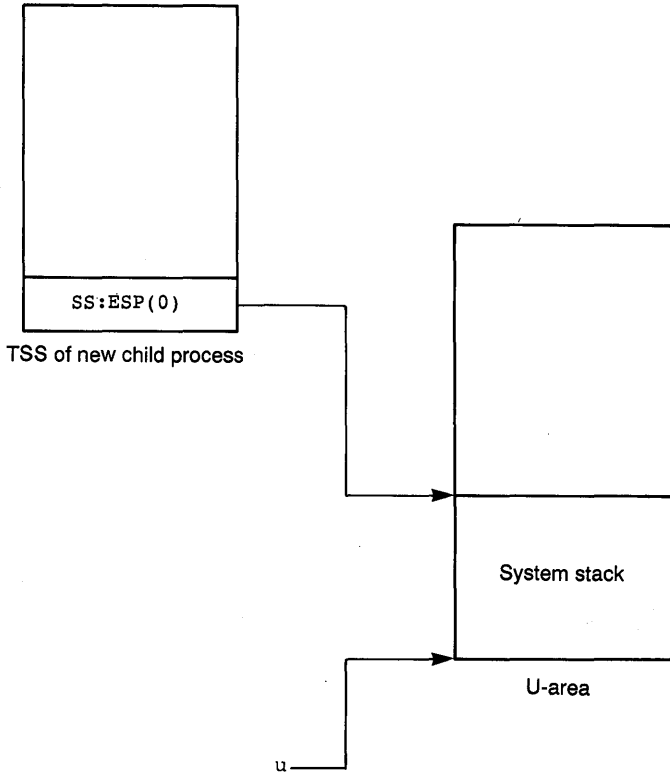 SS:ESP(0)
TSS of new child process
System stack
U-area
u